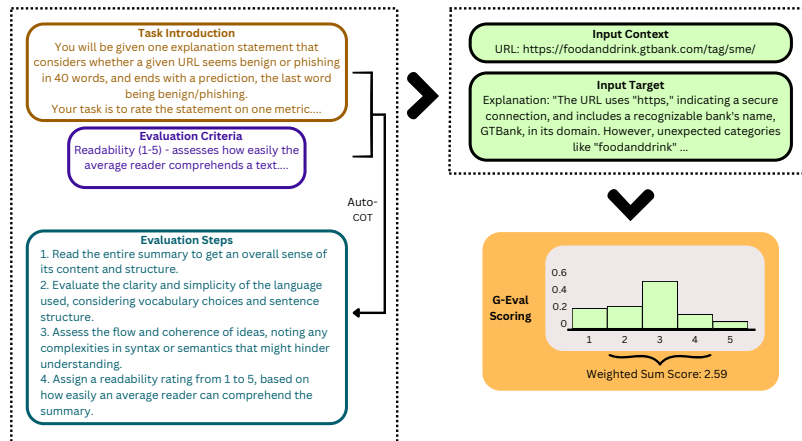 Task Introduction
You will be given one explanation statement that
considers whether a given URL seems benign or phishing
in 40 words, and ends with a prediction, the last word
being benign/phishing.
Your task is to rate the statement on one metric....
Evaluation Criteria
Readability (1-5) - assesses how easily the
average reader comprehends a text....
Auto-
COT
Evaluation Steps
1. Read the entire summary to get an overall sense of
its content and structure.
2. Evaluate the clarity and simplicity of the language
used, considering vocabulary choices and sentence
structure.
3. Assess the flow and coherence of ideas, noting any
complexities in syntax or semantics that might hinder
understanding.
4. Assign a readability rating from 1 to 5, based on
how easily an average reader can comprehend the
summary.
Input Context
URL: https://foodanddrink.gtbank.com/tag/sme/
Input Target
Explanation: "The URL uses "https," indicating a secure
connection, and includes a recognizable bank's name,
GTBank, in its domain. However, unexpected categories
like "foodanddrink" ...
G-Eval
Scoring
0.6
0.4
0.2
0
1 2 3 4 5
Weighted Sum Score: 2.59